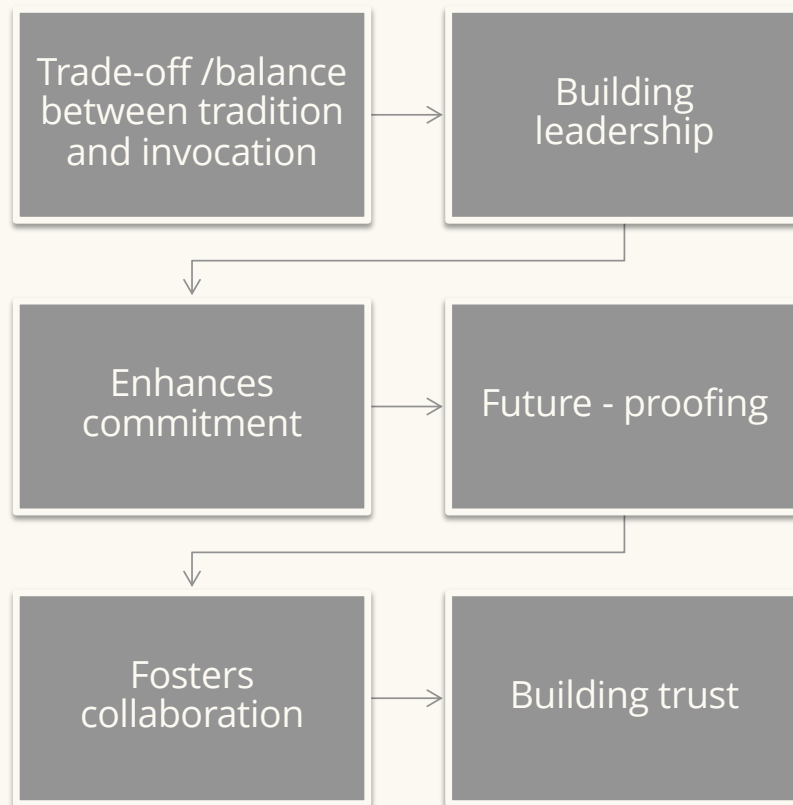 Trade-off /balance
between tradition
and invocation
Building
leadership
Enhances
commitment
Future - proofing
Fosters
collaboration
Building trust